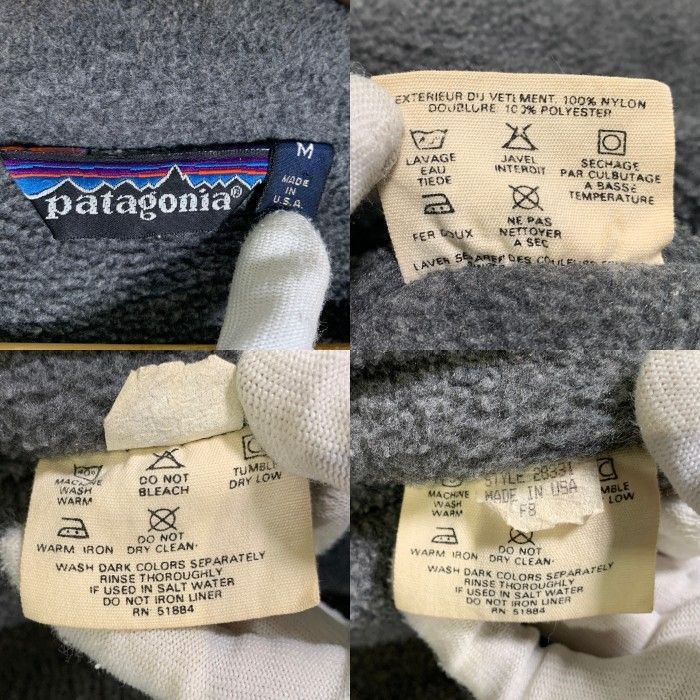 patagonia®
M
MADE
IN
U.S.A.
EXTERIEUR DU VETEMENT 100% NYLON
DOUBLURE 100% POLYESTER
LAVAGE
EAU
TIEDE
JAVEL
INTERDIT
SECHAGE
PAR CULBUTAGE
A BASSE
TEMPERATURE
FER DOUX
NE PAS
NETTOYER
A SEC
LAVER DES
MACHINE
WASH
WARM
DO NOT
BLEACH
TUMBLE
DRY LOW
WARM IRON
DO NOT
DRY CLEAN.
WASH DARK COLORS SEPARATELY
RINSE THOROUGHLY
IF USED IN SALT WATER
DO NOT IRON LINER
RN 51884
STYLE 28331
MADE IN USA
F8
MACHINE
WASH
WARM
LOW
WARM IRON
DO NOT
DRY CLEAN.
WASH DARK COLORS SEPARATELY
RINSE THOROUGHLY
IF USED IN SALT WATER
DO NOT IRON LINER
RN 51884